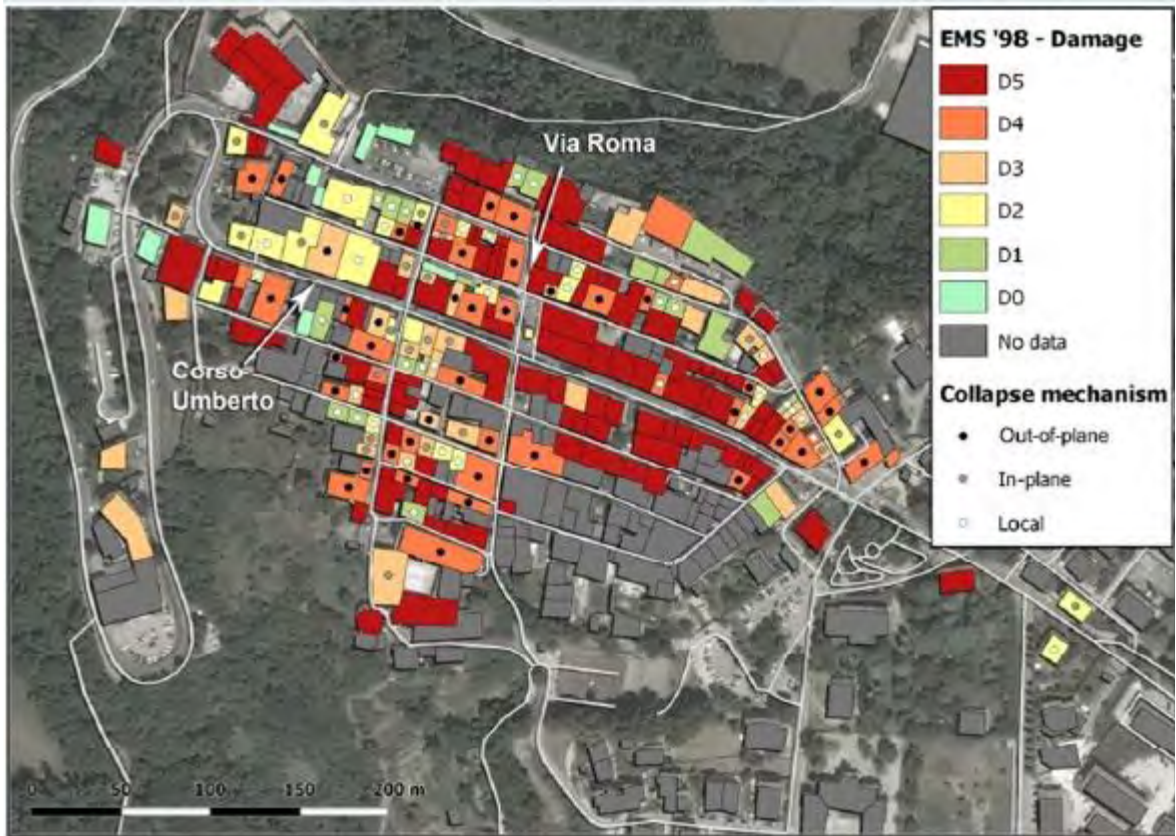 EMS '98 - Damage
D5
D4
D3
D2
D1
D0
No data
Collapse mechanism
Out-of-plane
In-plane
Local
Via Roma
Corso
Umberto
0 50 100 150 200 m